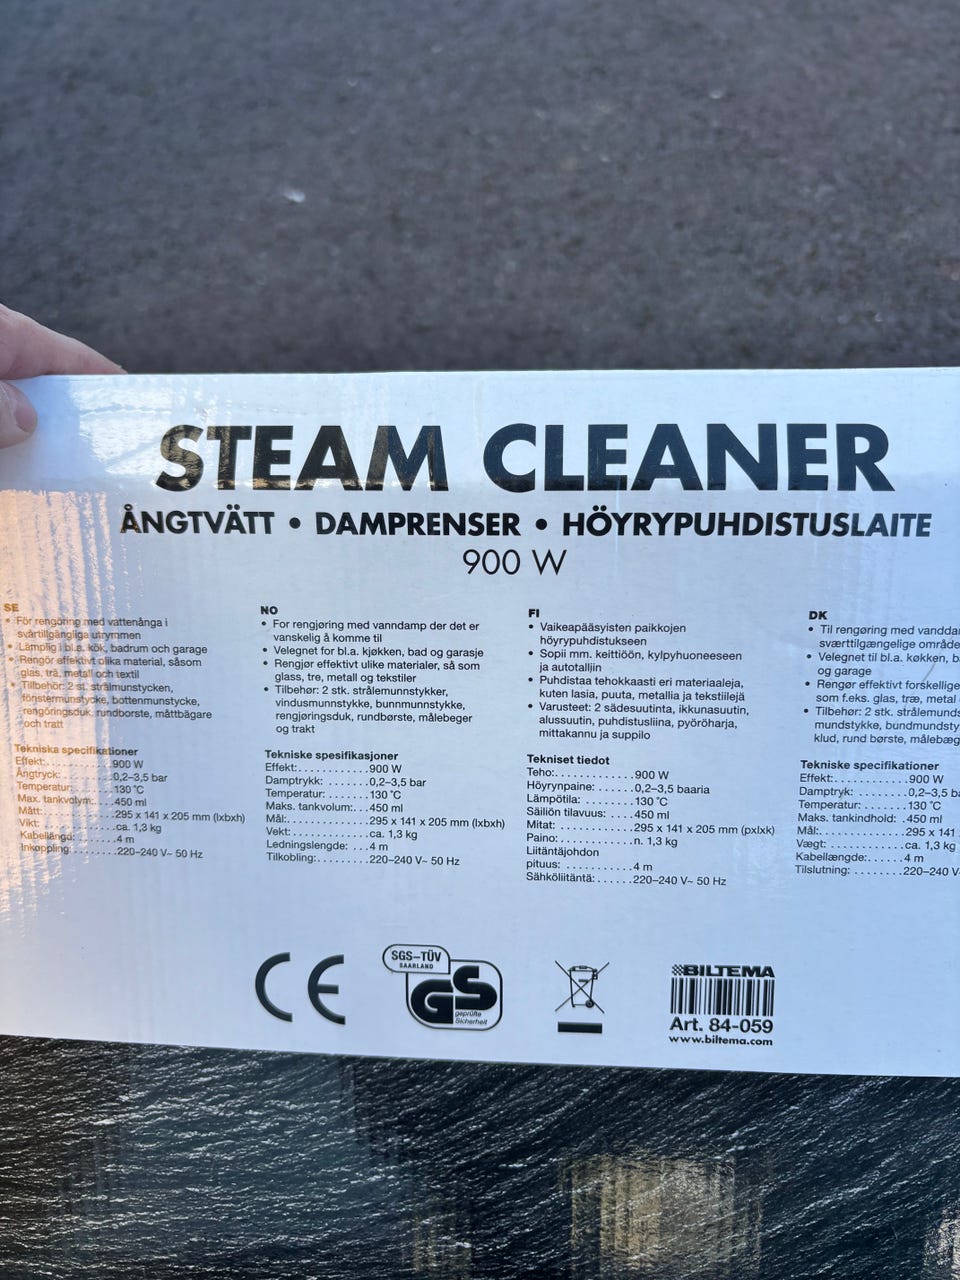 STEAM CLEANER
ÅNGTVÄTT • DAMPRENSER • HÖYRYPUHDISTUSLAITE
900 W
SE
• För rengöring med vattenånga i
svårtillgängliga utrymmen
• Lämplig i bl.a. kök, badrum och garage
• Rengör effektivt olika material, såsom
glas, trä, metall och textil
• Tillbehör: 2 st. strålmunstycken,
fönstermunstycke, bottenmunstycke,
rengöringsduk, rundborste, måttbägare
och tratt
Tekniska specifikationer
Effekt:..............900 W
Ångtryck: ..........0,2–3,5 bar
Temperatur: .......130 °C
Max. tankvolym:....450 ml
Mått: ..............295 x 141 x 205 mm (lxbxh)
Vikt: ..............ca. 1,3 kg
Kabellängd: ........4 m
Inkoppling: ........220–240 V~ 50 Hz
NO
• For rengjøring med vanndamp der det er
vanskelig å komme til
• Velegnet for bl.a. kjøkken, bad og garasje
• Rengjør effektivt ulike materialer, så som
glass, tre, metall og tekstiler
• Tilbehør: 2 stk. strålemunnstykker,
vindusmunnstykke, bunnmunnstykke,
rengjøringsduk, rundbørste, målebeger
og trakt
Tekniske spesifikasjoner
Effekt:.............900 W
Damptrykk: .........0,2–3,5 bar
Temperatur: ........130 °C
Maks. tankvolum: ...450 ml
Mål:................295 x 141 x 205 mm (lxbxh)
Vekt:...............ca. 1,3 kg
Ledningslengde: ....4 m
Tilkobling:.........220–240 V~ 50 Hz
FI
• Vaikeapääsyisten paikkojen
höyrypuhdistukseen
• Sopii mm. keittiöön, kylpyhuoneeseen
ja autotalliin
• Puhdistaa tehokkaasti eri materiaaleja,
kuten lasia, puuta, metallia ja tekstiilejä
• Varusteet: 2 sädesuutinta, ikkunasuutin,
alussuutin, puhdistusliina, pyöröharja,
mittakannu ja suppilo
Tekniset tiedot
Teho:...............900 W
Höyrynpaine: .......0,2–3,5 baaria
Lämpötila: .........130 °C
Säiliön tilavuus: ....450 ml
Mitat: ..............295 x 141 x 205 mm (pxlxk)
Paino: ..............n. 1,3 kg
Liitäntäjohdon
pituus: .............4 m
Sähköliitäntä:.......220–240 V~ 50 Hz
DK
• Til rengøring med
sværttilgængelige
• Velegnet til bl.a. køkken,
og garage
• Rengør effektivt forskellige
som f.eks. glas, træ, metal
• Tilbehør: 2 stk.
mundstykke,
klud, rund børste,
Tekniske specifikationer
Effekt:..............900 W
Damptryk: ...........0,2–3,5
Temperatur: .........130 °C
Maks. tankindhold: ..450 ml
Mål:.................295 x 141
Vægt: ...............ca. 1,3 kg
Kabellængde:.........4 m
Tilslutning: .........220–240
CE
SGS–TÜV
SAARLAND
GS
geprüfte
Sicherheit
BILTEMA
Art. 84-059
www.biltema.com